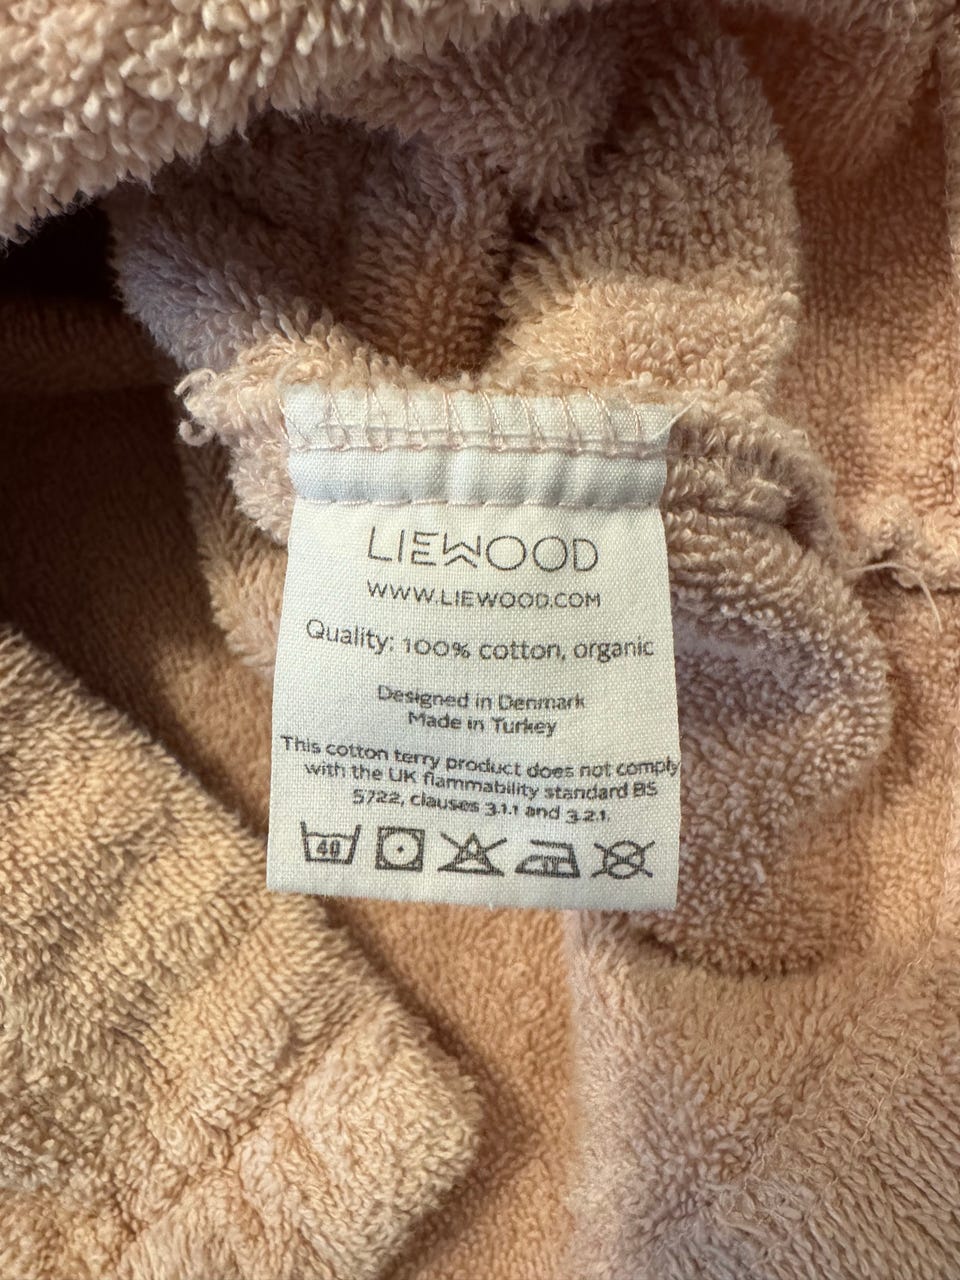 LIEWOOD
WWW.LIEWOOD.COM
Quality: 100% cotton, organic
Designed in Denmark
Made in Turkey
This cotton terry product does not comply
with the UK flammability standard BS
5722, clauses 3.1.1 and 3.2.1.
40